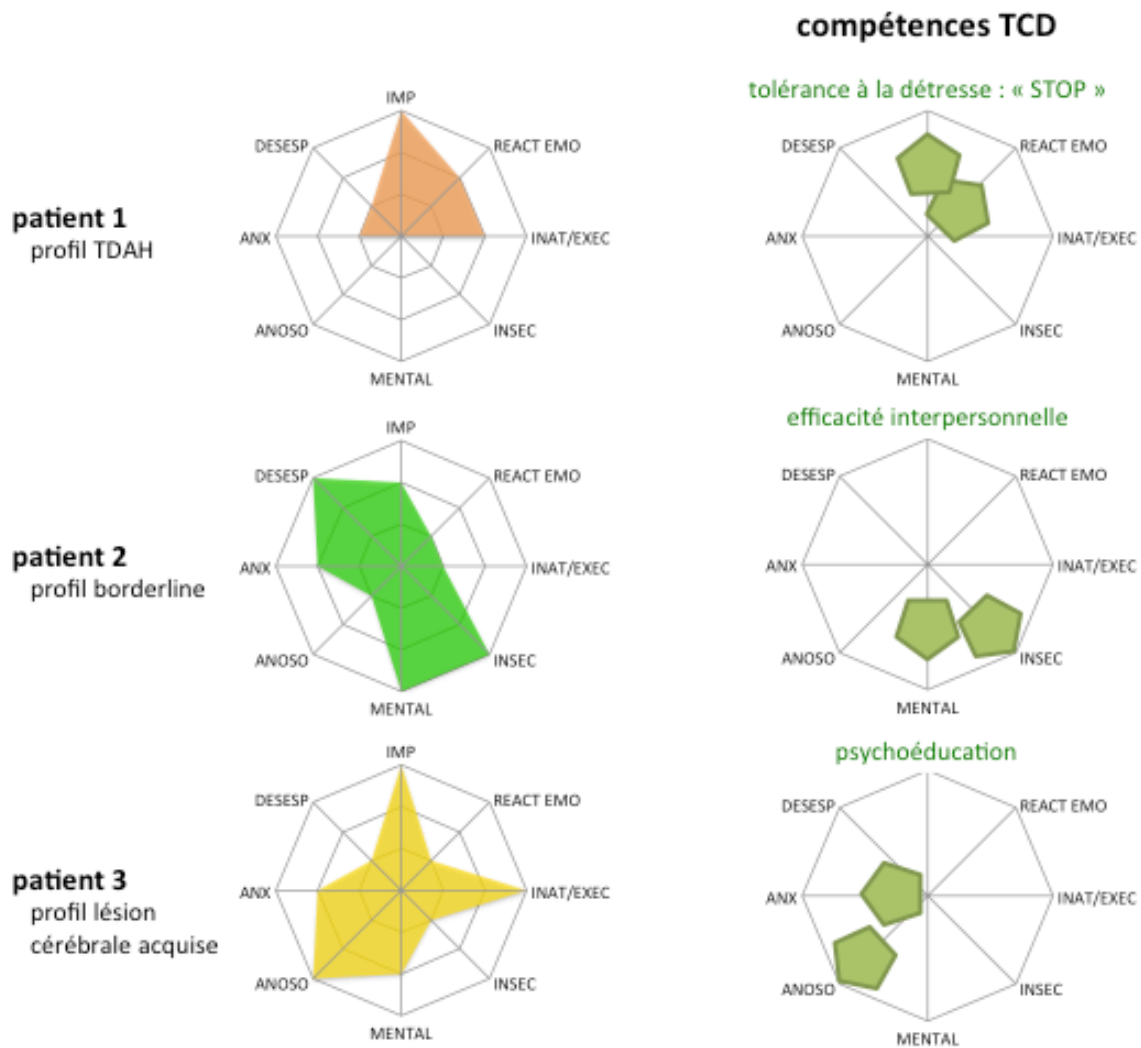 compétences TCD
patient 1
profil TDAH
IMP
REACT EMO
INAT/EXEC
INSEC
MENTAL
ANOSO
ANX
DESESP
tolérance à la détresse : « STOP »
REACT EMO
INAT/EXEC
INSEC
MENTAL
ANOSO
ANX
DESESP
patient 2
profil borderline
IMP
REACT EMO
INAT/EXEC
INSEC
MENTAL
ANOSO
ANX
DESESP
efficacité interpersonnelle
REACT EMO
INAT/EXEC
INSEC
MENTAL
ANOSO
ANX
DESESP
patient 3
profil lésion
cérébrale acquise
IMP
REACT EMO
INAT/EXEC
INSEC
MENTAL
ANOSO
ANX
DESESP
psychoéducation
REACT EMO
INAT/EXEC
INSEC
MENTAL
ANOSO
ANX
DESESP